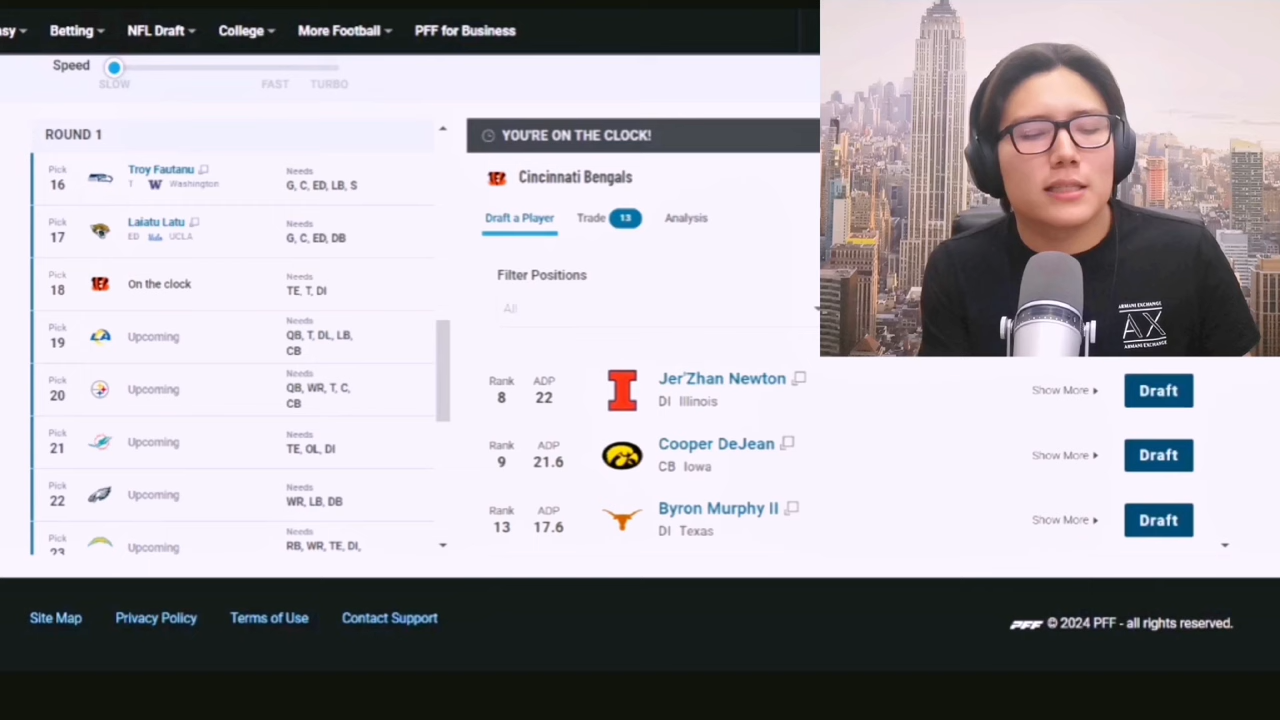 sy
Betting
NFL Draft
College
More Football
PFF for Business
Speed
SLOW
FAST
TURBO
ROUND 1
Pick
16
Troy Fautanu
T W Washington
Needs
G, C, ED, LB, S
Pick
17
Laiatu Latu
ED UCLA
Needs
G, C, ED, DB
Pick
18
On the clock
Needs
TE, T, DI
Pick
19
Upcoming
Needs
QB, T, DL, LB,
CB
Pick
20
Upcoming
Needs
QB, WR, T, C,
CB
Pick
21
Upcoming
Needs
TE, OL, DI
Pick
22
Upcoming
Needs
WR, LB, DB
Pick
23
Upcoming
Needs
RB, WR, TE, DI,
YOU'RE ON THE CLOCK!
Cincinnati Bengals
Draft a Player
Trade 13
Analysis
Filter Positions
All
Rank
8
ADP
22
Jer'Zhan Newton
DI Illinois
Show More
Draft
Rank
9
ADP
21.6
Cooper DeJean
CB Iowa
Show More
Draft
Rank
13
ADP
17.6
Byron Murphy II
DI Texas
Show More
Draft
ARMANI EXCHANGE
AX
ARMANI EXCHANGE
Site Map
Privacy Policy
Terms of Use
Contact Support
PFF © 2024 PFF - all rights reserved.